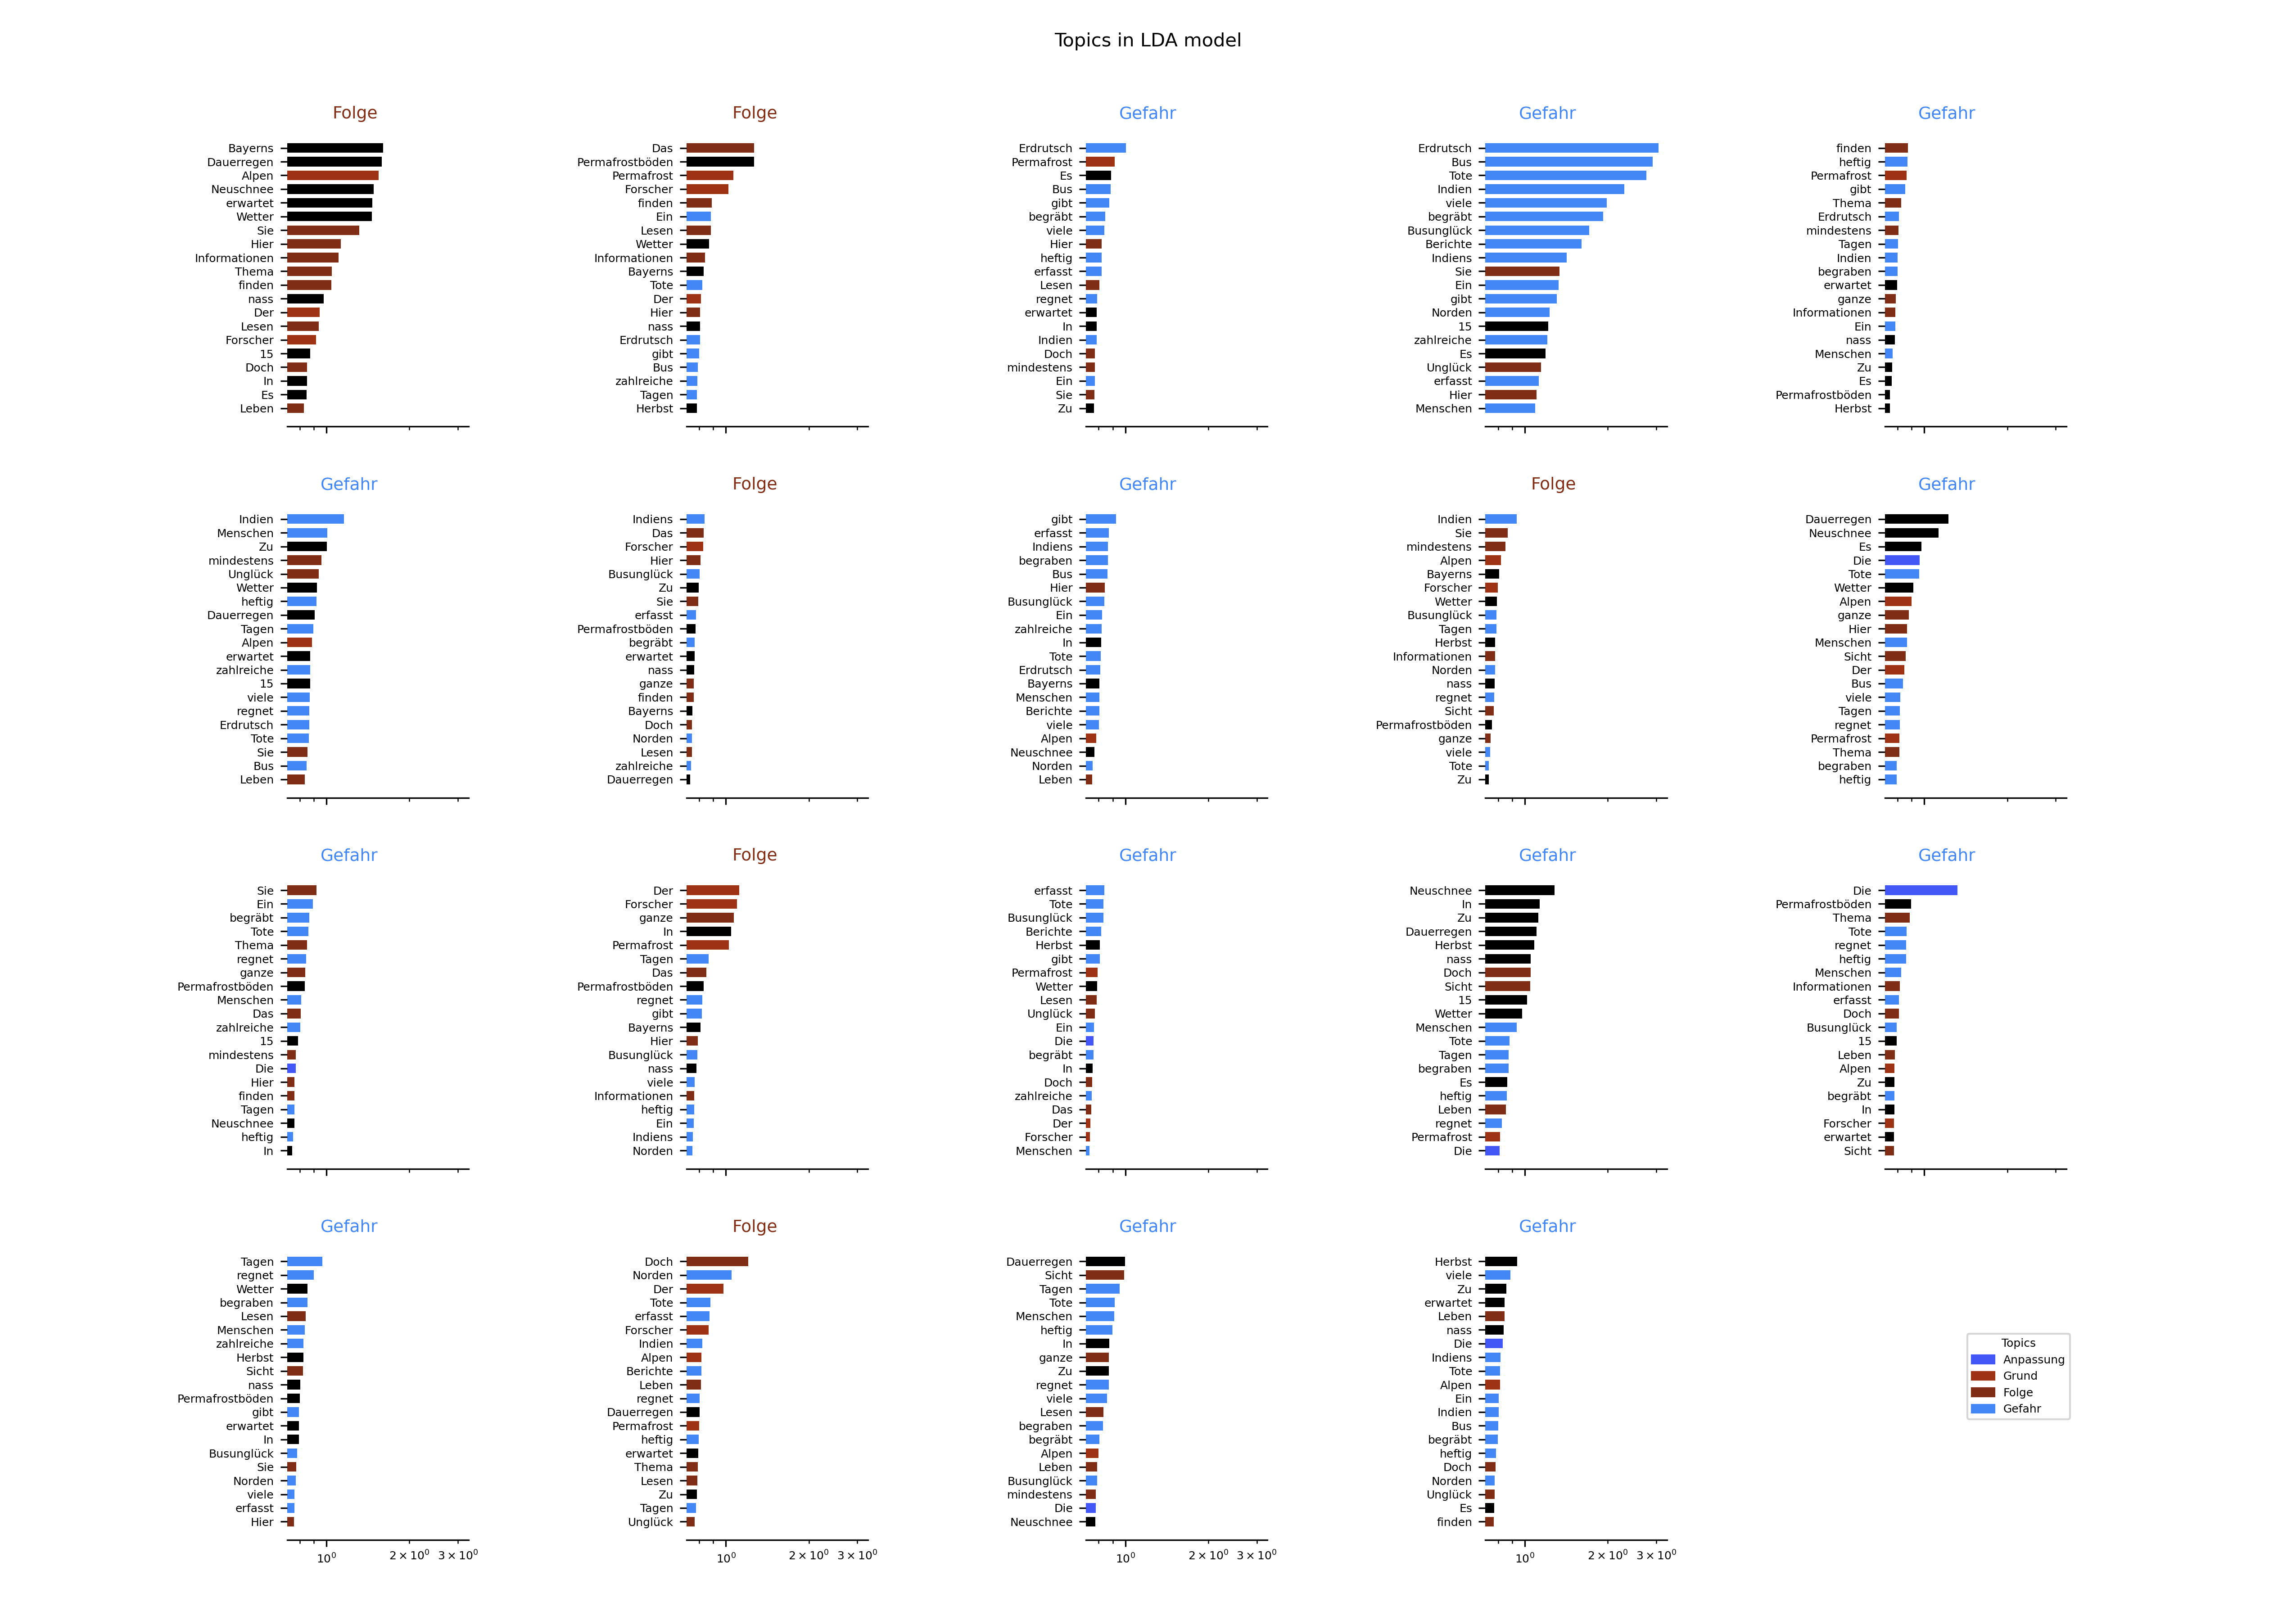 Topics in LDA model
Folge
Bayerns
Dauerregen
Alpen
Neuschnee
erwartet
Wetter
Sie
Hier
Informationen
Thema
finden
nass
Der
Lesen
Forscher
15
Doch
In
Es
Leben
Folge
Das
Permafrostböden
Permafrost
Forscher
finden
Ein
Lesen
Wetter
Informationen
Bayerns
Tote
Der
Hier
nass
Erdrutsch
gibt
Bus
zahlreiche
Tagen
Herbst
Gefahr
Erdrutsch
Permafrost
Es
Bus
gibt
begräbt
viele
Hier
heftig
erfasst
Lesen
regnet
erwartet
In
Indien
Doch
mindestens
Ein
Sie
Zu
Gefahr
Erdrutsch
Bus
Tote
Indien
viele
begräbt
Busunglück
Berichte
Indiens
Sie
Ein
gibt
Norden
15
zahlreiche
Es
Unglück
erfasst
Hier
Menschen
Gefahr
finden
heftig
Permafrost
gibt
Thema
Erdrutsch
mindestens
Tagen
Indien
begraben
erwartet
ganze
Informationen
Ein
nass
Menschen
Zu
Es
Permafrostböden
Herbst
Gefahr
Indien
Menschen
Zu
mindestens
Unglück
Wetter
heftig
Dauerregen
Tagen
Alpen
erwartet
zahlreiche
15
viele
regnet
Erdrutsch
Tote
Sie
Bus
Leben
Folge
Indiens
Das
Forscher
Hier
Busunglück
Zu
Sie
erfasst
Permafrostböden
begräbt
erwartet
nass
ganze
finden
Bayerns
Doch
Norden
Lesen
zahlreiche
Dauerregen
Gefahr
gibt
erfasst
Indiens
begraben
Bus
Hier
Busunglück
Ein
zahlreiche
In
Tote
Erdrutsch
Bayerns
Menschen
Berichte
viele
Alpen
Neuschnee
Norden
Leben
Folge
Indien
Sie
mindestens
Alpen
Bayerns
Forscher
Wetter
Busunglück
Tagen
Herbst
Informationen
Norden
nass
regnet
Sicht
Permafrostböden
ganze
viele
Tote
Zu
Gefahr
Dauerregen
Neuschnee
Es
Die
Tote
Wetter
Alpen
ganze
Hier
Menschen
Sicht
Der
Bus
viele
Tagen
regnet
Permafrost
Thema
begraben
heftig
Gefahr
Sie
Ein
begräbt
Tote
Thema
regnet
ganze
Permafrostböden
Menschen
Das
zahlreiche
15
mindestens
Die
Hier
finden
Tagen
Neuschnee
heftig
In
Folge
Der
Forscher
ganze
In
Permafrost
Tagen
Das
Permafrostböden
regnet
gibt
Bayerns
Hier
Busunglück
nass
viele
Informationen
heftig
Ein
Indiens
Norden
Gefahr
erfasst
Tote
Busunglück
Berichte
Herbst
gibt
Permafrost
Wetter
Lesen
Unglück
Ein
Die
begräbt
In
Doch
zahlreiche
Das
Der
Forscher
Menschen
Gefahr
Neuschnee
In
Zu
Dauerregen
Herbst
nass
Doch
Sicht
15
Wetter
Menschen
Tote
Tagen
begraben
Es
heftig
Leben
regnet
Permafrost
Die
Gefahr
Die
Permafrostböden
Thema
Tote
regnet
heftig
Menschen
Informationen
erfasst
Doch
Busunglück
15
Leben
Alpen
Zu
begräbt
In
Forscher
erwartet
Sicht
Gefahr
Tagen
regnet
Wetter
begraben
Lesen
Menschen
zahlreiche
Herbst
Sicht
nass
Permafrostböden
gibt
erwartet
In
Busunglück
Sie
Norden
viele
erfasst
Hier
10⁰ 2 × 10⁰ 3 × 10⁰
Folge
Doch
Norden
Der
Tote
erfasst
Forscher
Indien
Alpen
Berichte
Leben
regnet
Dauerregen
Permafrost
heftig
erwartet
Thema
Lesen
Zu
Tagen
Unglück
10⁰ 2 × 10⁰ 3 × 10⁰
Gefahr
Dauerregen
Sicht
Tagen
Tote
Menschen
heftig
In
ganze
Zu
regnet
viele
Lesen
begraben
begräbt
Alpen
Leben
Busunglück
mindestens
Die
Neuschnee
10⁰ 2 × 10⁰ 3 × 10⁰
Gefahr
Herbst
viele
Zu
erwartet
Leben
nass
Die
Indiens
Tote
Alpen
Ein
Indien
Bus
begräbt
heftig
Doch
Norden
Unglück
Es
finden
10⁰ 2 × 10⁰ 3 × 10⁰
Topics
Anpassung
Grund
Folge
Gefahr